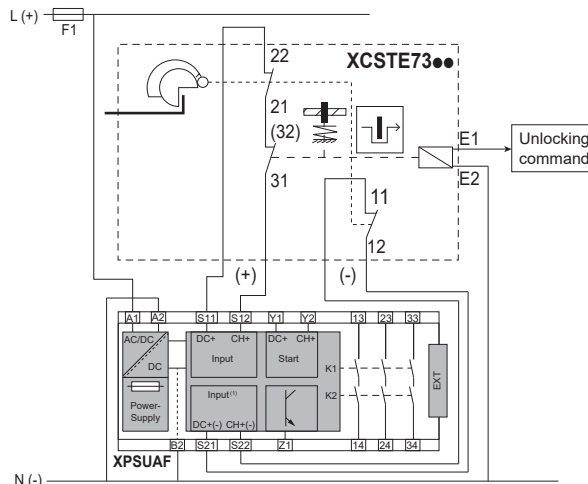 L (+)
F1
XCSTE73●●
22
21
(32)
31
E1
E2
Unlocking
command
11
12
(+)
(-)
A1 A2 S11 S12 Y1 Y2 13 23 33
AC/DC
DC
DC+ CH+
Input
DC+ CH+
Start
K1
K2
EXT
Power-
Supply
Input(1)
DC+(-) CH+(-)
B2 S21 S22 Z1 14 24 34
XPSUAF
N (-)